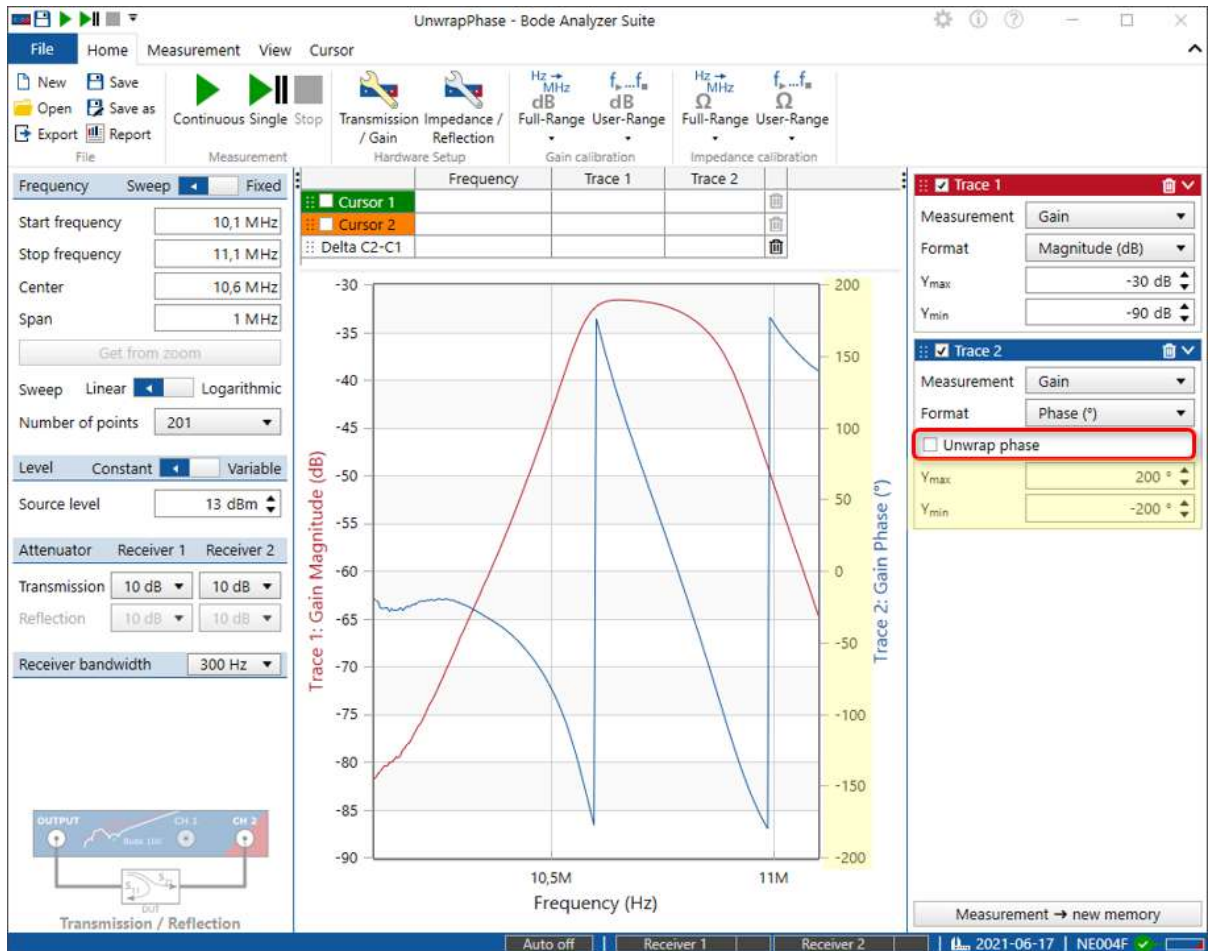 UnwrapPhase - Bode Analyzer Suite
File Home Measurement View Cursor
New Save
Open Save as
Export Report
File
Continuous Single Stop
Measurement
Transmission / Gain
Impedance / Reflection
Hardware Setup
Hz → MHz dB Full-Range
f...f dB User-Range
Gain calibration
Hz → MHz Ω Full-Range
f...f Ω User-Range
Impedance calibration
Frequency Sweep Fixed
Start frequency 10,1 MHz
Stop frequency 11,1 MHz
Center 10,6 MHz
Span 1 MHz
Get from zoom
Sweep Linear Logarithmic
Number of points 201
Level Constant Variable
Source level 13 dBm
Attenuator Receiver 1 Receiver 2
Transmission 10 dB 10 dB
Reflection 10 dB 10 dB
Receiver bandwidth 300 Hz
OUTPUT CH 1 CH 2
DUT
Transmission / Reflection
Frequency Trace 1 Trace 2
Cursor 1
Cursor 2
Delta C2-C1
Trace 1: Gain Magnitude (dB)
-30
-35
-40
-45
-50
-55
-60
-65
-70
-75
-80
-85
-90
200
150
100
50
0
-50
-100
-150
-200
Trace 2: Gain Phase (°)
10,5M 11M
Frequency (Hz)
Trace 1
Measurement Gain
Format Magnitude (dB)
Ymax -30 dB
Ymin -90 dB
Trace 2
Measurement Gain
Format Phase (°)
Unwrap phase
Ymax 200 °
Ymin -200 °
Measurement → new memory
Auto off Receiver 1 Receiver 2 2021-06-17 NE004F